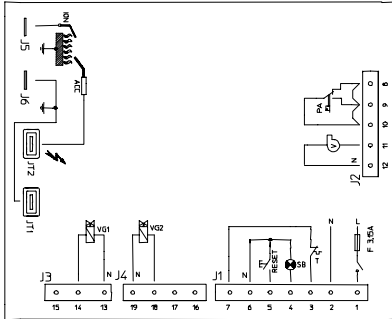 J5
ION
J6
ACC
JT2
JT1
PA
V
N
8
9
10
11
12
J2
J3
VG1
N
15
14
13
J4
VG2
N
19
18
17
16
J1
RESET
SB
T
N
N
L
F 3,15A
7
6
5
4
3
2
1